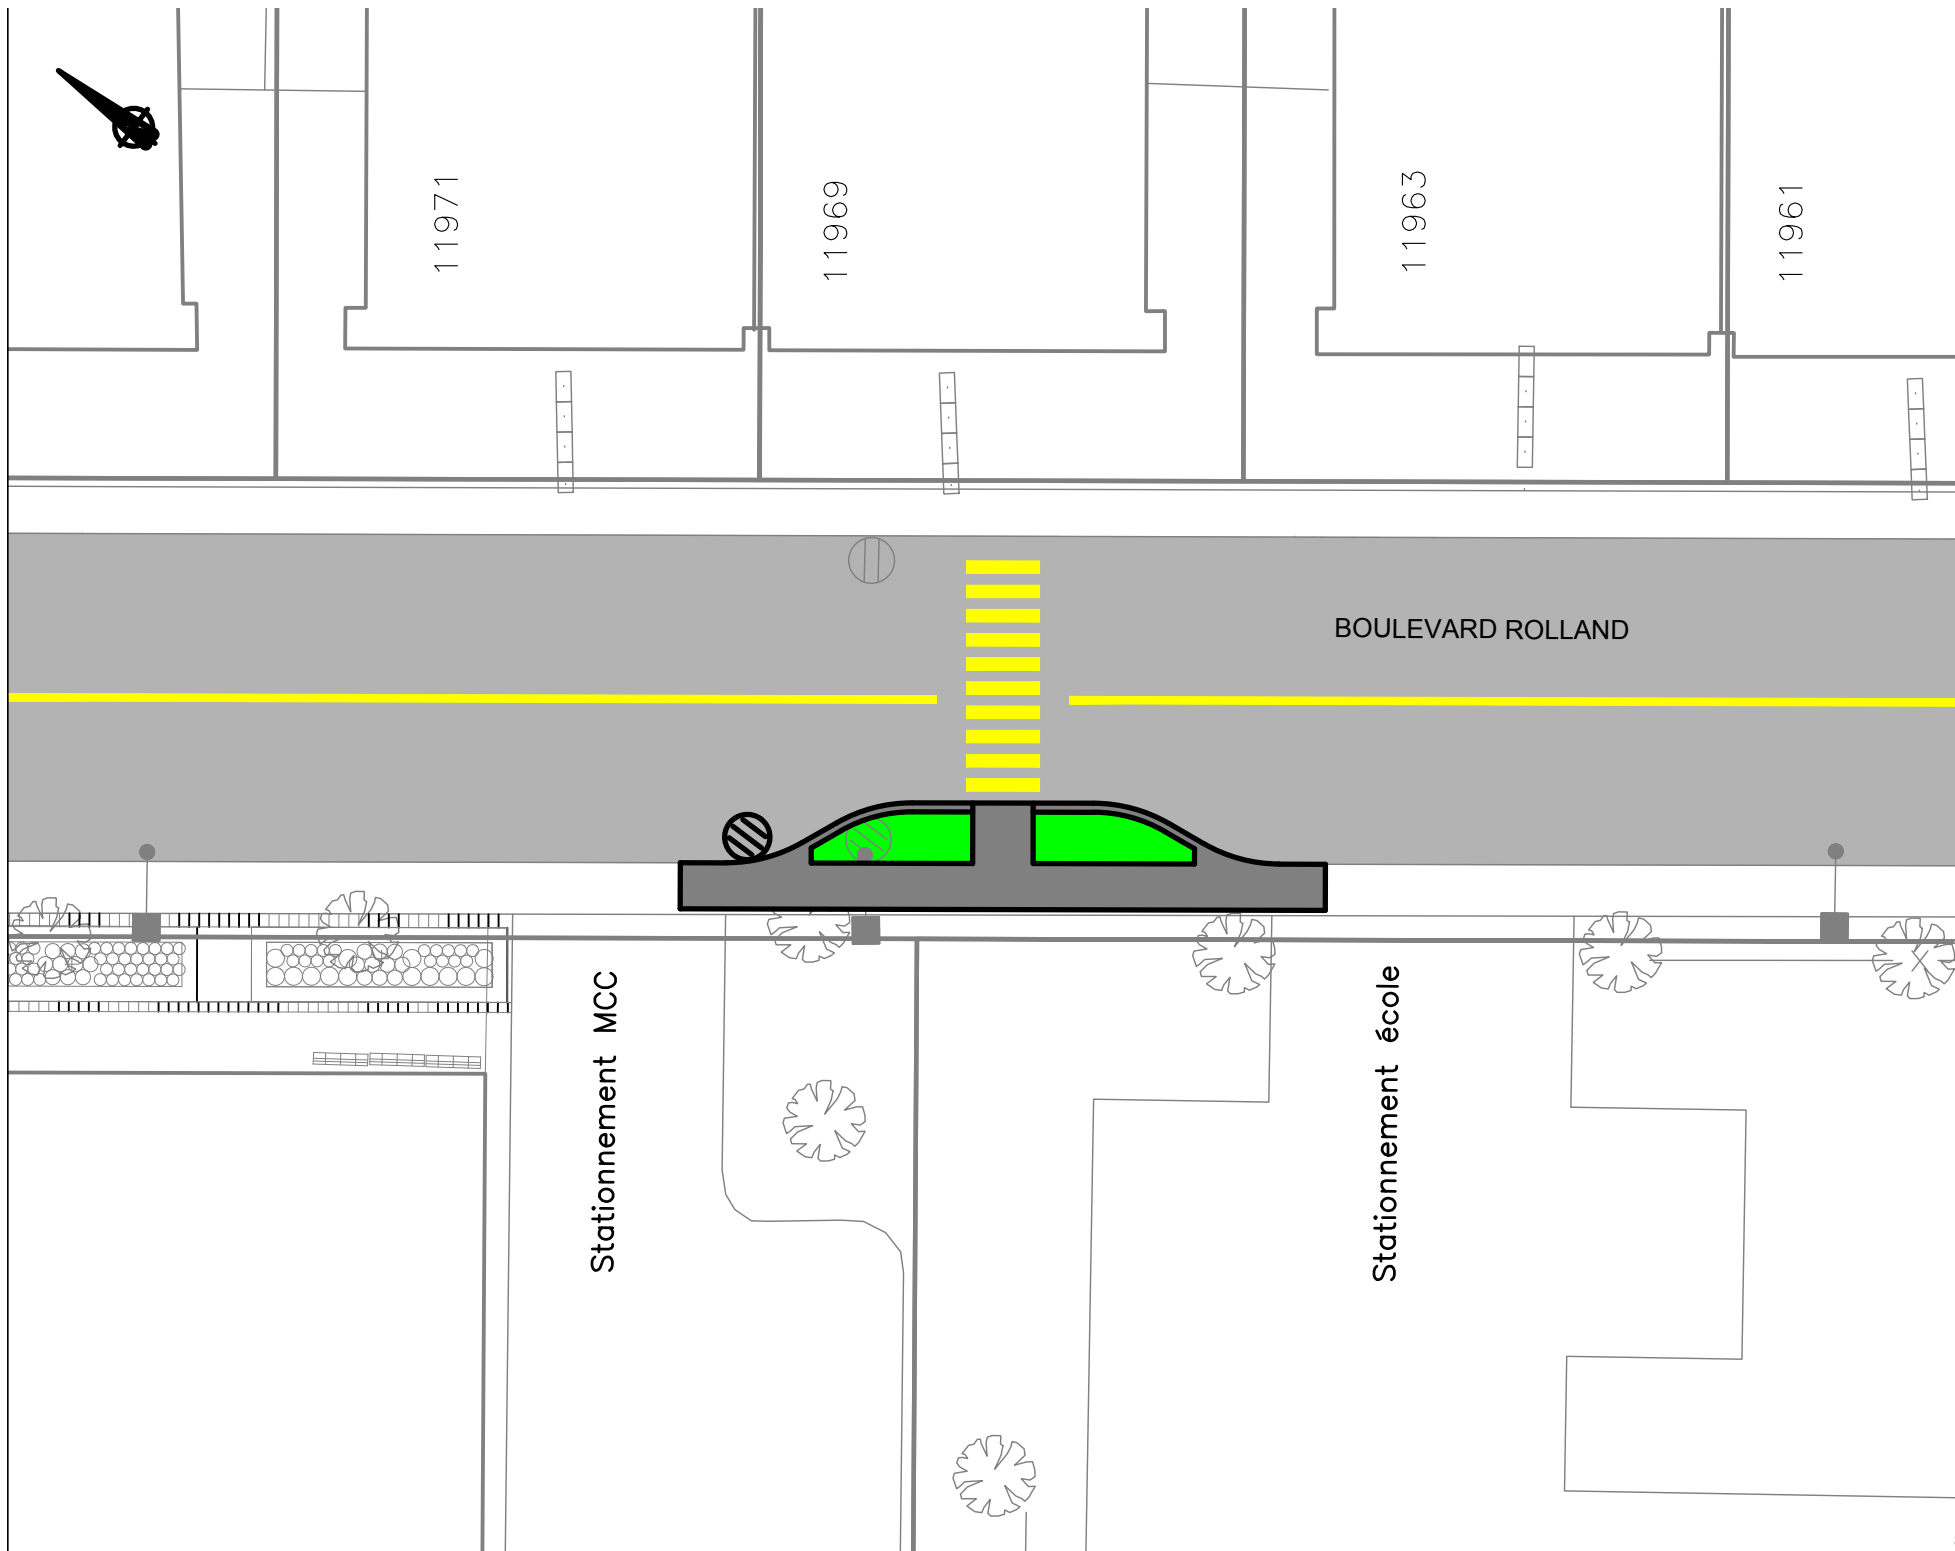 11971
11969
11963
11961
BOULEVARD ROLLAND
Stationnement MCC
Stationnement école